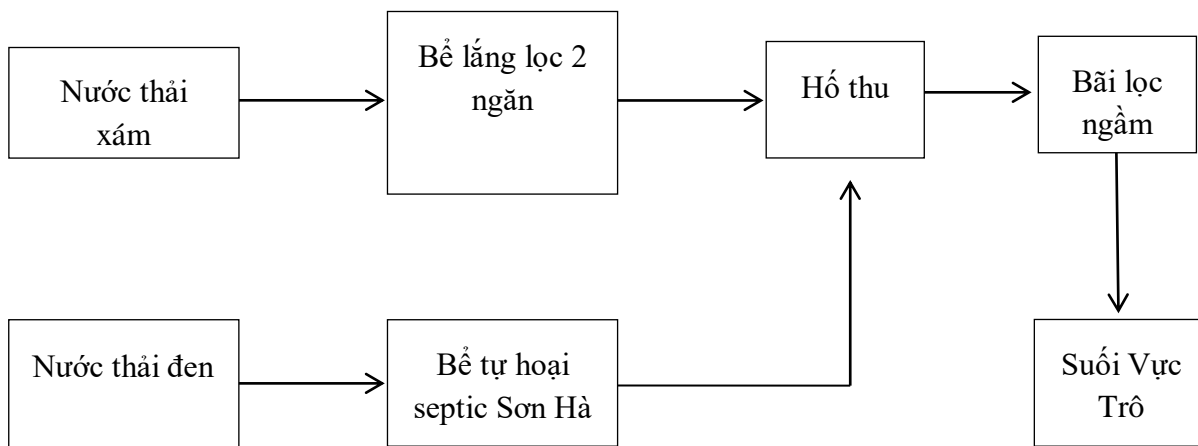 Nước thải
xám
Bể lắng lọc 2
ngăn
Hố thu
Bãi lọc
ngầm
Nước thải đen
Bể tự hoại
septic Sơn Hà
Suối Vực
Trô